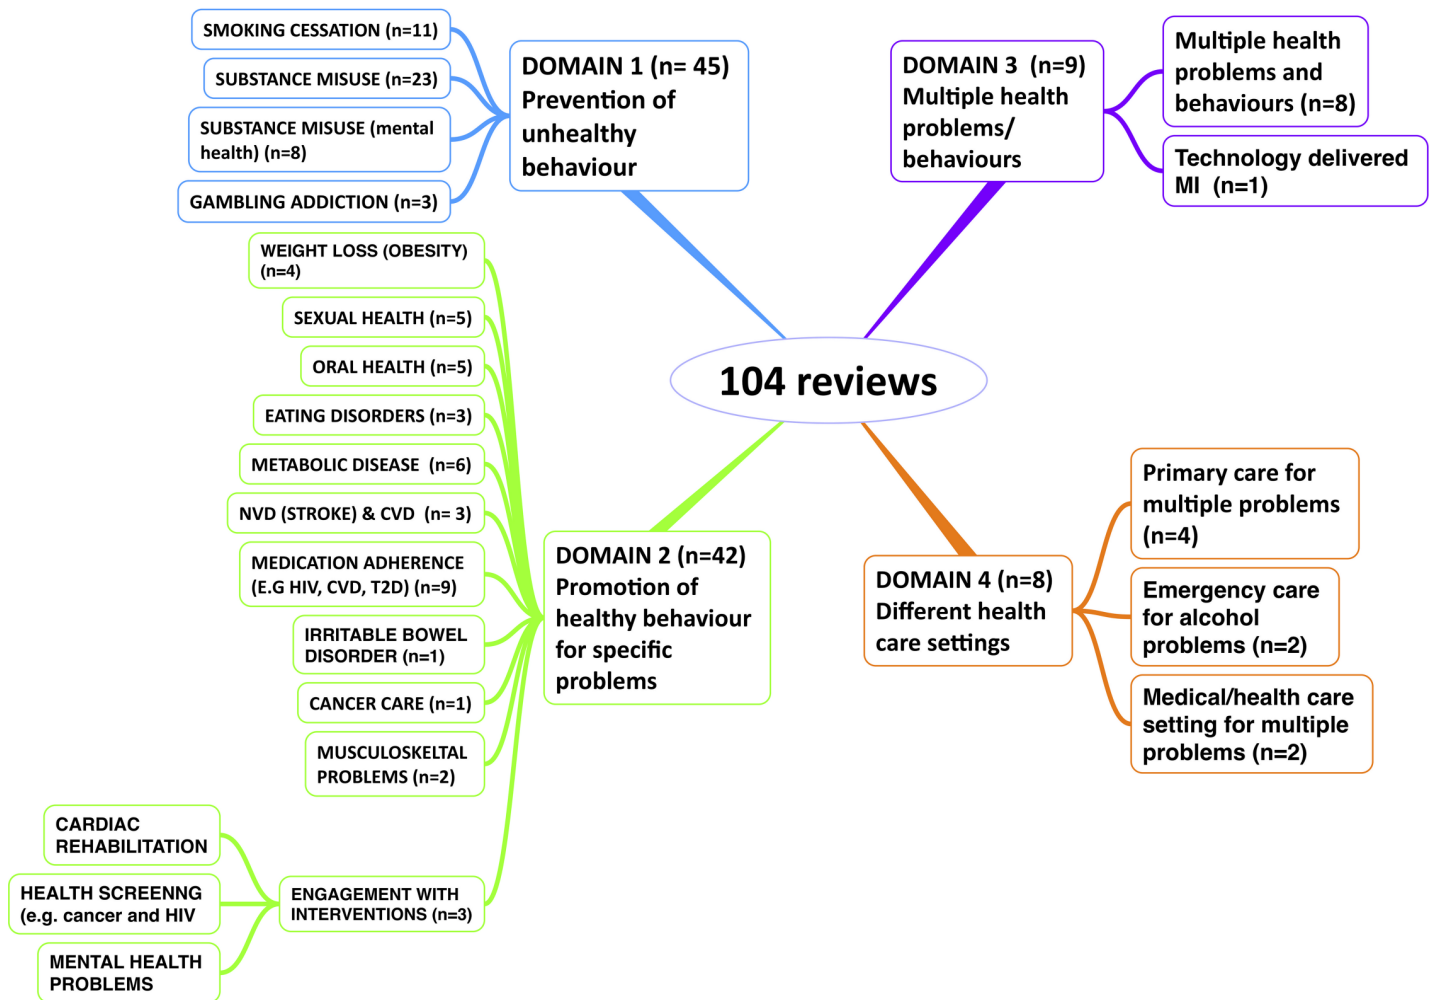 SMOKING CESSATION (n=11)
SUBSTANCE MISUSE (n=23)
SUBSTANCE MISUSE (mental
health) (n=8)
GAMBLING ADDICTION (n=3)
DOMAIN 1 (n= 45)
Prevention of
unhealthy
behaviour
DOMAIN 3 (n=9)
Multiple health
problems/
behaviours
Multiple health
problems and
behaviours (n=8)
Technology delivered
MI (n=1)
104 reviews
WEIGHT LOSS (OBESITY)
(n=4)
SEXUAL HEALTH (n=5)
ORAL HEALTH (n=5)
EATING DISORDERS (n=3)
METABOLIC DISEASE (n=6)
NVD (STROKE) & CVD (n= 3)
MEDICATION ADHERENCE
(E.G HIV, CVD, T2D) (n=9)
IRRITABLE BOWEL
DISORDER (n=1)
CANCER CARE (n=1)
MUSCULOSKELTAL
PROBLEMS (n=2)
ENGAGEMENT WITH
INTERVENTIONS (n=3)
CARDIAC
REHABILITATION
HEALTH SCREENNG
(e.g. cancer and HIV
MENTAL HEALTH
PROBLEMS
DOMAIN 2 (n=42)
Promotion of
healthy behaviour
for specific
problems
DOMAIN 4 (n=8)
Different health
care settings
Primary care for
multiple problems
(n=4)
Emergency care
for alcohol
problems (n=2)
Medical/health care
setting for multiple
problems (n=2)